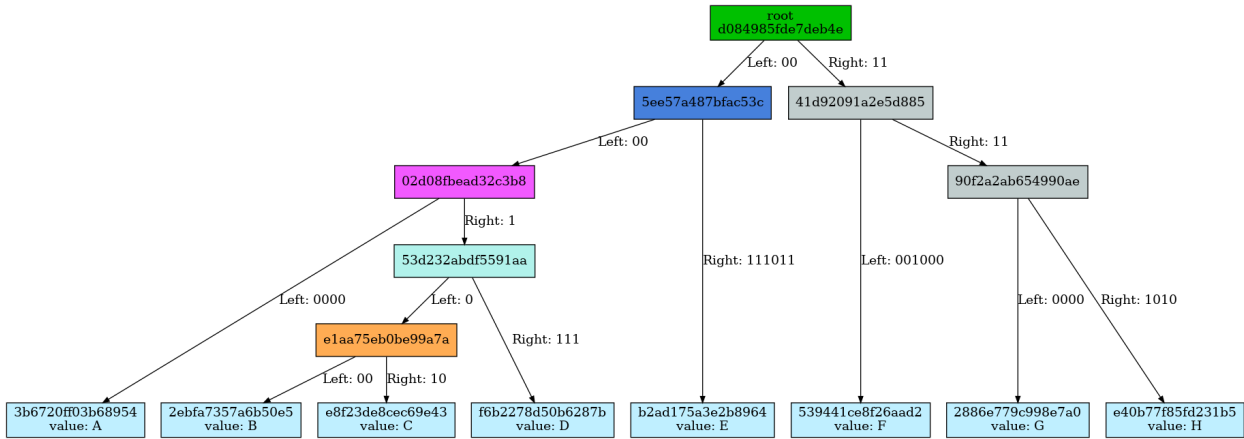 root
d084985fde7deb4e
Left: 00
Right: 11
5ee57a487bfac53c
41d92091a2e5d885
Left: 00
Right: 11
02d08fbead32c3b8
90f2a2ab654990ae
Right: 1
53d232abdf5591aa
Right: 111011
Left: 001000
Left: 0000
Left: 0
Left: 0000
Right: 1010
e1aa75eb0be99a7a
Right: 111
Left: 00
Right: 10
3b6720ff03b68954
value: A
2ebfa7357a6b50e5
value: B
e8f23de8cec69e43
value: C
f6b2278d50b6287b
value: D
b2ad175a3e2b8964
value: E
539441ce8f26aad2
value: F
2886e779c998e7a0
value: G
e40b77f85fd231b5
value: H